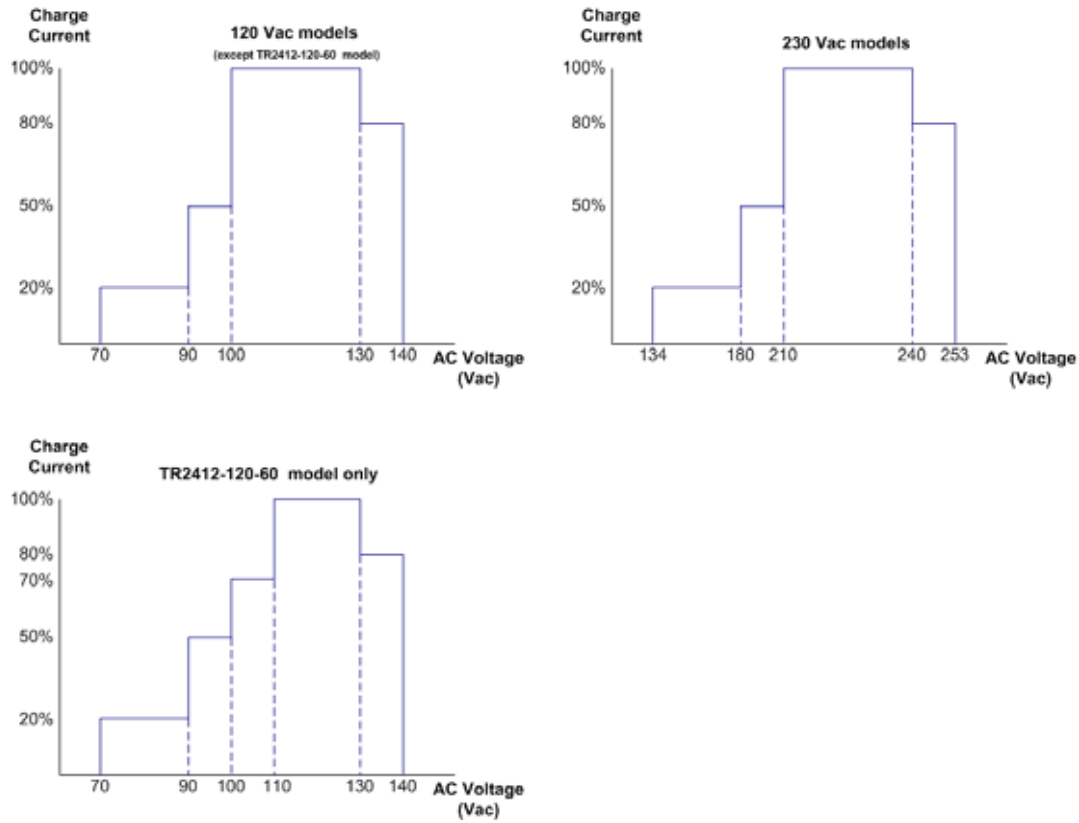 Charge
Current
120 Vac models
(except TR2412-120-60 model)
100%
80%
50%
20%
70 90 100 130 140
AC Voltage
(Vac)
Charge
Current
230 Vac models
100%
80%
50%
20%
134 180 210 240 253
AC Voltage
(Vac)
Charge
Current
TR2412-120-60 model only
100%
80%
70%
50%
20%
70 90 100 110 130 140
AC Voltage
(Vac)